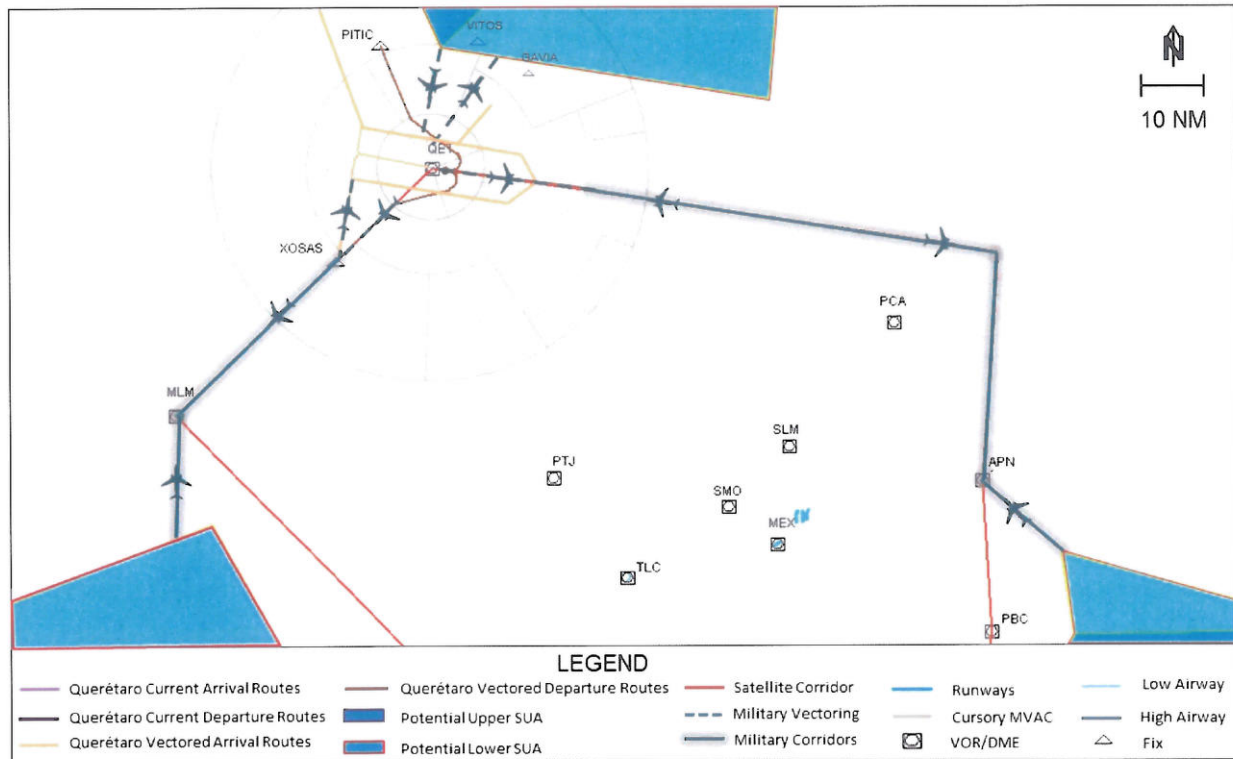 PITIC
VITOS
GAVIA
N
10 NM
QET
XOSAS
PCA
MLM
SLM
PTJ
APN
SMO
MEX
TLC
PBC
LEGEND
Querétaro Current Arrival Routes
Querétaro Vectored Departure Routes
Satellite Corridor
Runways
Low Airway
Querétaro Current Departure Routes
Potential Upper SUA
Military Vectoring
Cursory MVAC
High Airway
Querétaro Vectored Arrival Routes
Potential Lower SUA
Military Corridors
VOR/DME
Fix